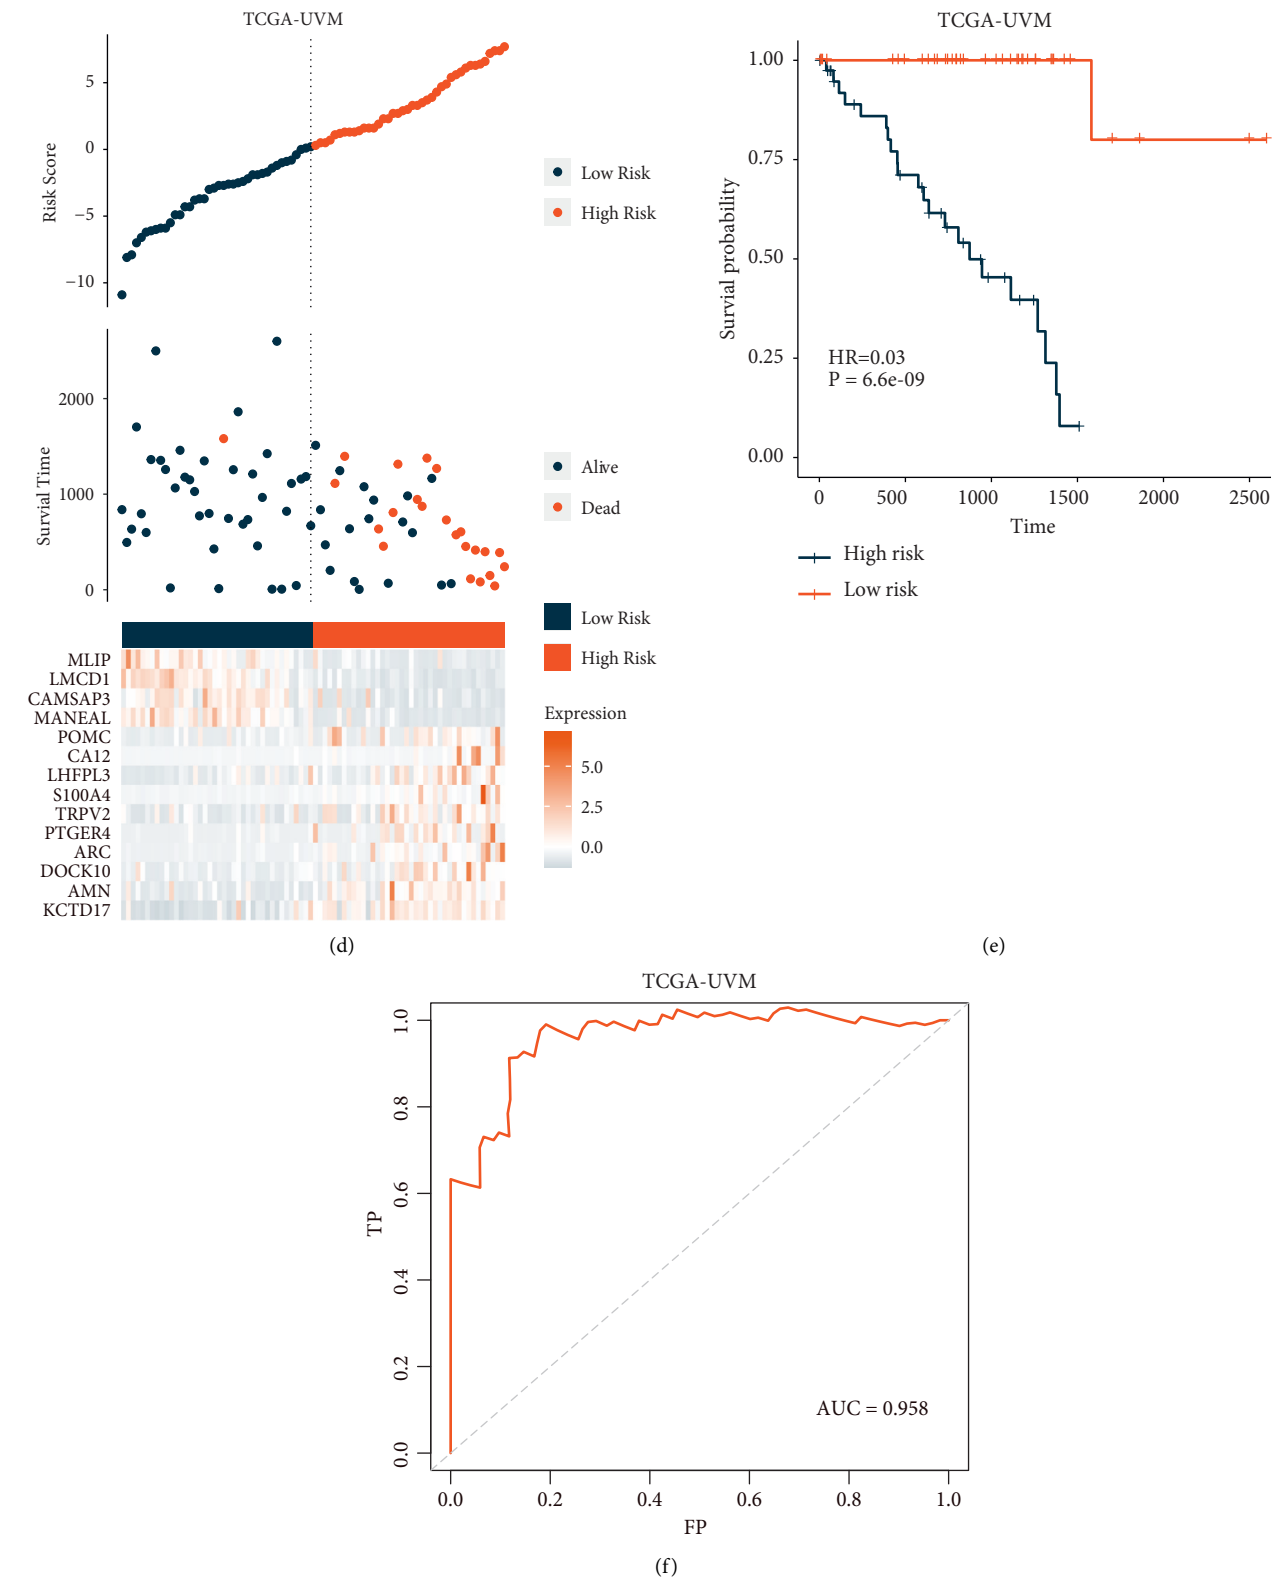 TCGA-UVM
5
0
−5
−10
Risk Score
Low Risk
High Risk
2000
1000
0
Survial Time
Alive
Dead
Low Risk
High Risk
MLIP
LMCD1
CAMSAP3
MANEAL
POMC
CA12
LHFPL3
S100A4
TRPV2
PTGER4
ARC
DOCK10
AMN
KCTD17
Expression
5.0
2.5
0.0
(d)
TCGA-UVM
1.00
0.75
0.50
0.25
0.00
Survial probability
HR=0.03
P = 6.6e-09
0 500 1000 1500 2000 2500
Time
High risk
Low risk
(e)
TCGA-UVM
1.0
0.8
0.6
0.4
0.2
0.0
TP
AUC = 0.958
0.0 0.2 0.4 0.6 0.8 1.0
FP
(f)